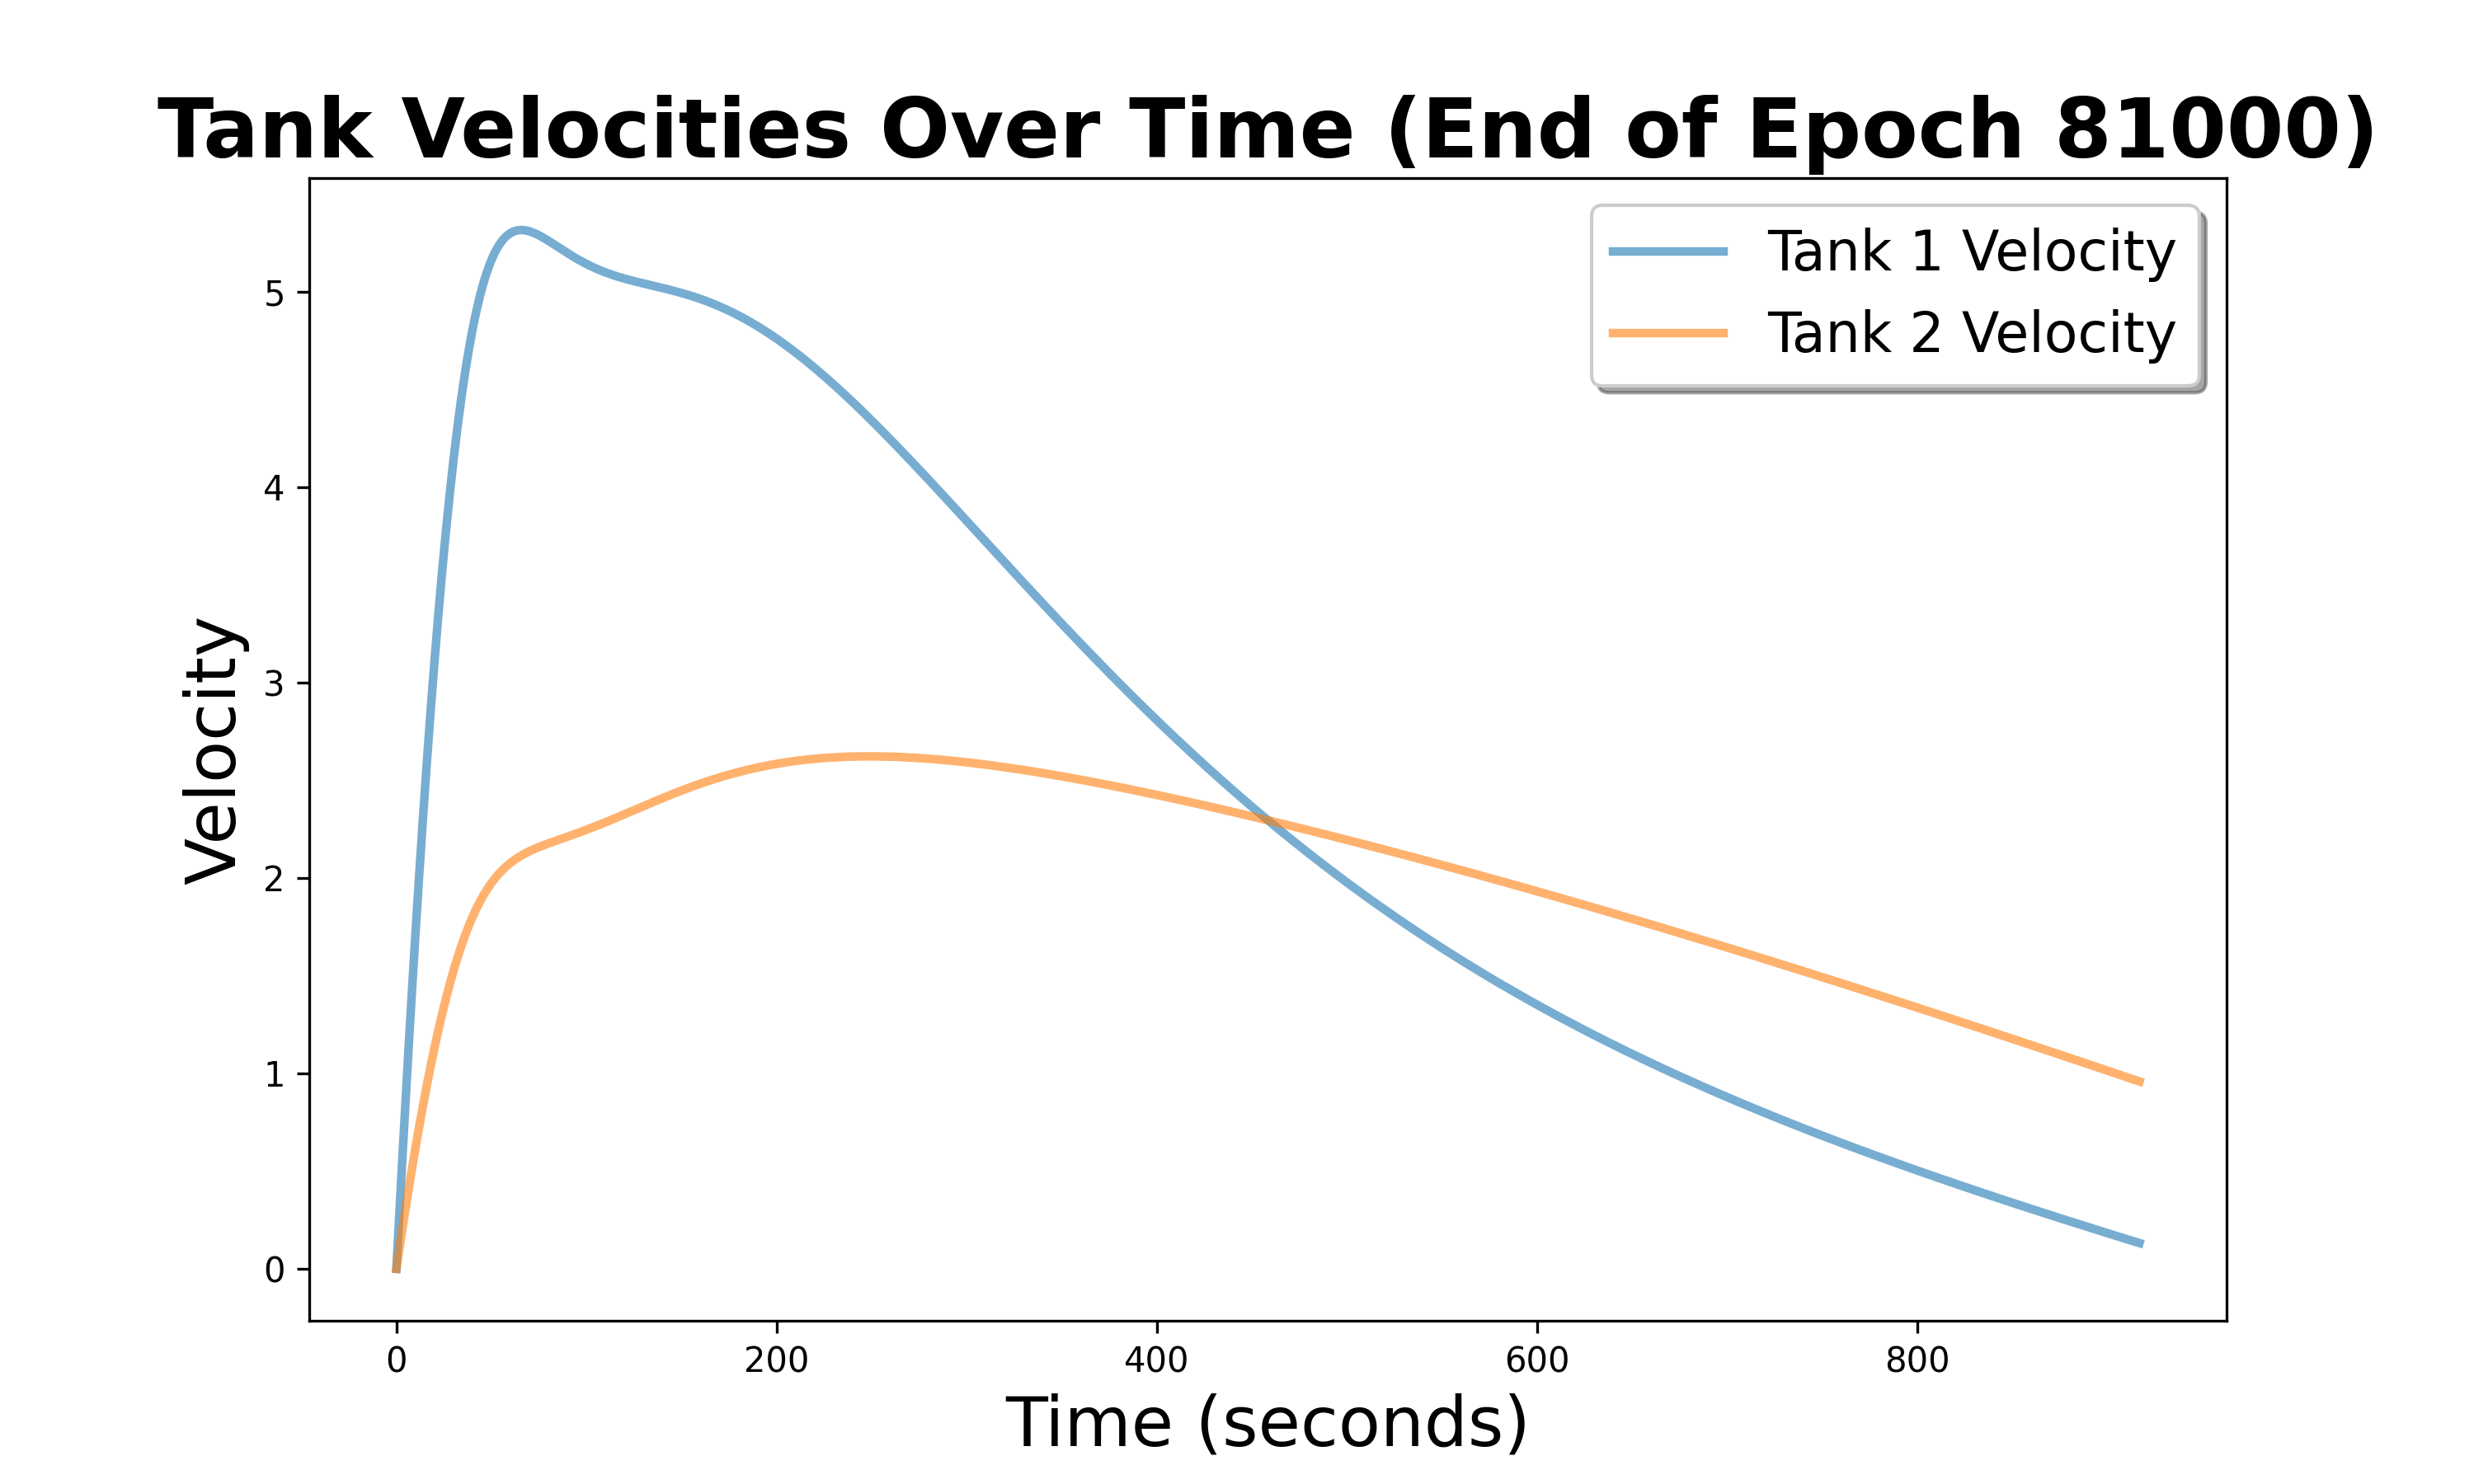 Tank Velocities Over Time (End of Epoch 81000)
Tank 1 Velocity
Tank 2 Velocity
Velocity
5
4
3
2
1
0
0 200 400 600 800
Time (seconds)